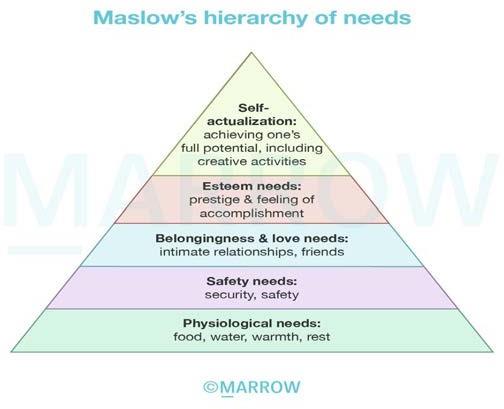 Maslow's hierarchy of needs
Self-
actualization:
achieving one's
full potential, including
creative activities
Esteem needs:
prestige & feeling of
accomplishment
Belongingness & love needs:
intimate relationships, friends
Safety needs:
security, safety
Physiological needs:
food, water, warmth, rest
MARROW
©MARROW